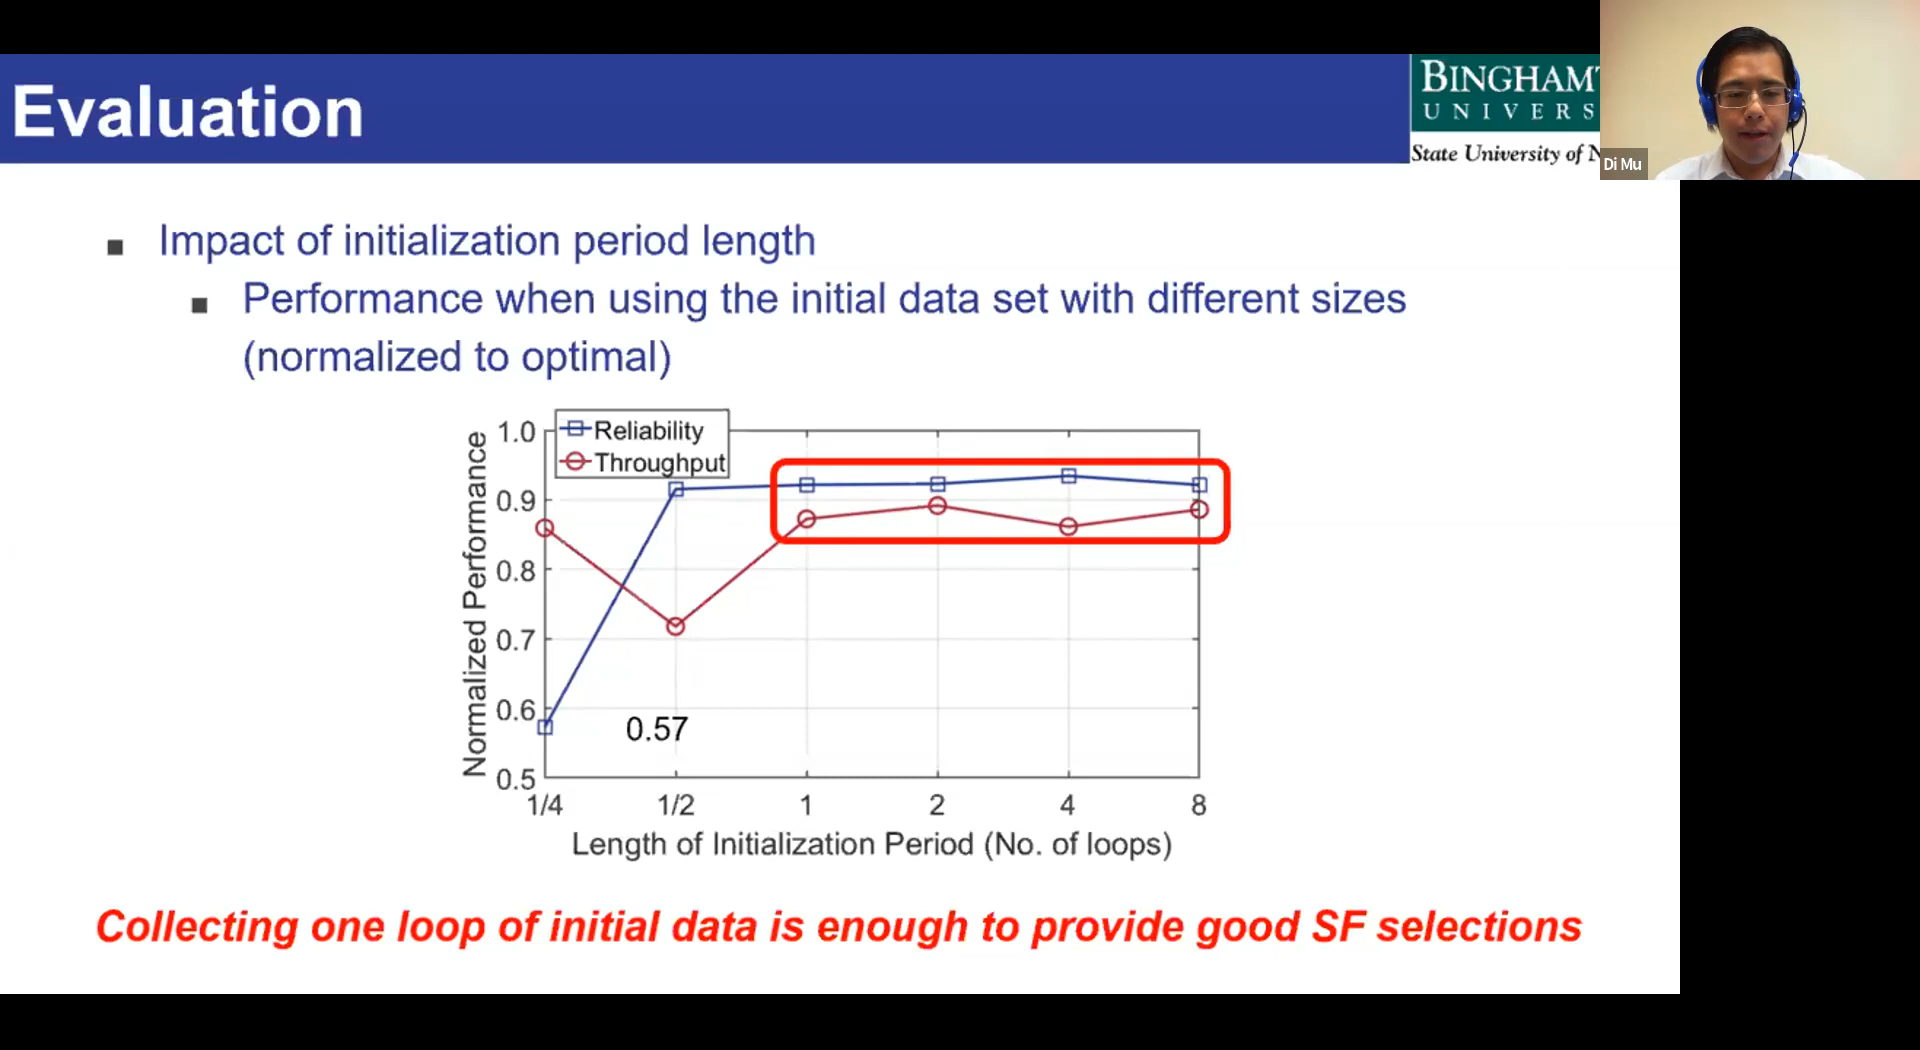 Evaluation
BINGHAMT
UNIVERS
State University of N
Di Mu
Impact of initialization period length
Performance when using the initial data set with different sizes
(normalized to optimal)
Reliability
Throughput
Normalized Performance
1.0
0.9
0.8
0.7
0.6
0.5
0.57
1/4 1/2 1 2 4 8
Length of Initialization Period (No. of loops)
Collecting one loop of initial data is enough to provide good SF selections